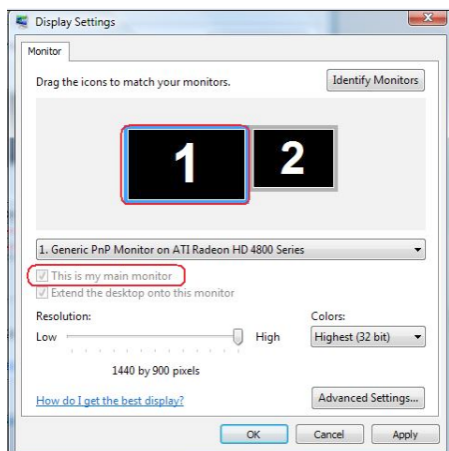 Display Settings
Monitor
Drag the icons to match your monitors.
Identify Monitors
1
2
1. Generic PnP Monitor on ATI Radeon HD 4800 Series
This is my main monitor
Extend the desktop onto this monitor
Resolution:
Colors:
Low
High
Highest (32 bit)
1440 by 900 pixels
How do I get the best display?
Advanced Settings...
OK
Cancel
Apply